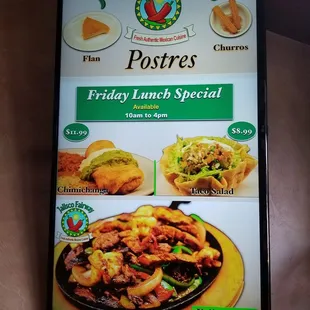 Flan
Fresh Authentic Mexican Cuisine
Churros
Postres
Friday Lunch Special
Available
10am to 4pm
$11.99
$8.99
Chimichanga
Taco Salad
Jalisco Fairway